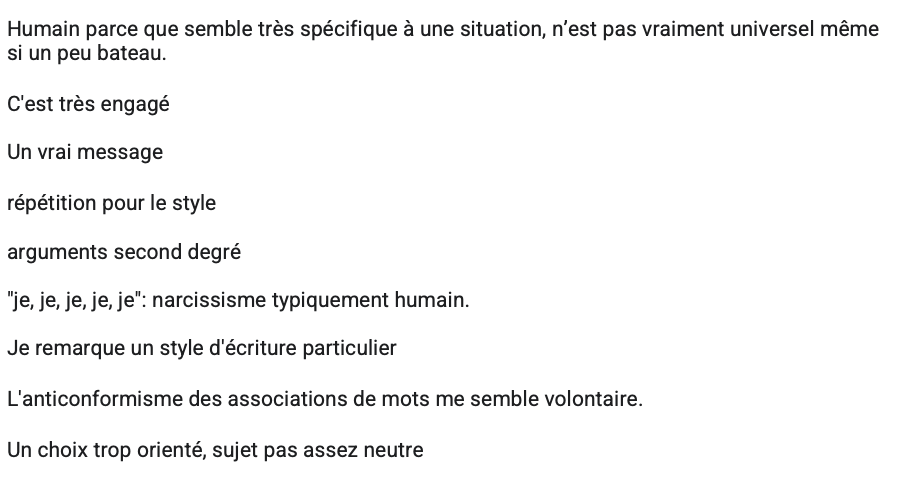 Humain parce que semble très spécifique à une situation, n’est pas vraiment universel même
si un peu bateau.
C'est très engagé
Un vrai message
répétition pour le style
arguments second degré
"je, je, je, je, je": narcissisme typiquement humain.
Je remarque un style d'écriture particulier
L'anticonformisme des associations de mots me semble volontaire.
Un choix trop orienté, sujet pas assez neutre